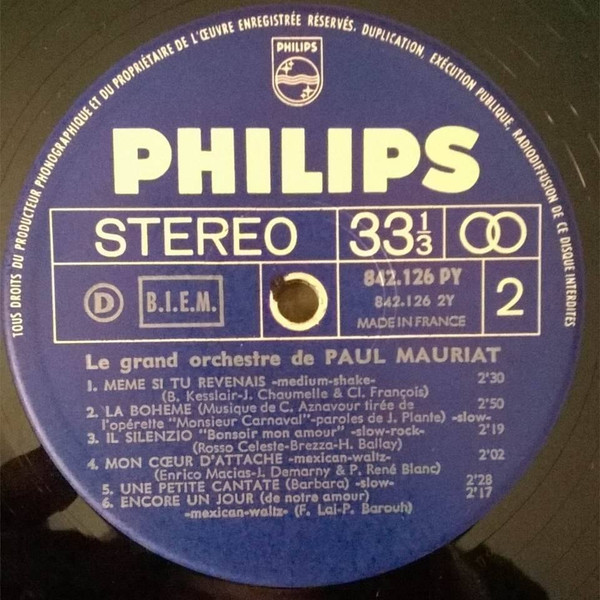 TOUS DROITS DU PRODUCTEUR PHONOGRAPHIQUE ET DU PROPRIÉTAIRE DE L'ŒUVRE ENREGISTRÉE RÉSERVÉS. DUPLICATION, EXÉCUTION PUBLIQUE, RADIODIFFUSION DE CE DISQUE INTERDITES
PHILIPS
PHILIPS
STEREO 33 1/3
D B.I.E.M. 842.126 PY 2
842.126 2Y
MADE IN FRANCE
Le grand orchestre de PAUL MAURIAT
1. MEME SI TU REVENAIS -medium-shake- 2'30
(B. Kesslair-J. Chaumelle & Cl. François)
2. LA BOHEME (Musique de C. Aznavour tirée de 2'50
l'opérette "Monsieur Carnaval"-paroles de J. Plante) -slow-
3. IL SILENZIO "Bonsoir mon amour" -slow-rock- 2'19
(Rosso Celeste-Brezza-H. Ballay)
4. MON CŒUR D'ATTACHE -mexican-waltz- 2'02
(Enrico Macias-J. Demarny & P. René Blanc)
5. UNE PETITE CANTATE (Barbara) -slow- 2'28
6. ENCORE UN JOUR (de notre amour) 2'17
-mexican-waltz- (F. Lai-P. Barouh)